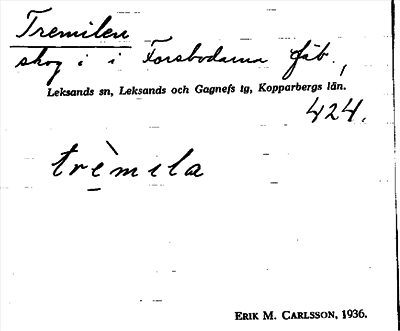 Tremilen
skog i i Forsbodarna fäb.,
Leksands sn, Leksands och Gagnefs tg, Kopparbergs län.
424.
trèmila
ERIK M. CARLSSON, 1936.